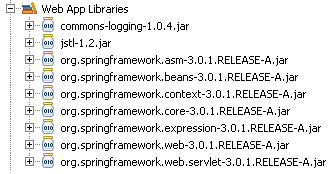 Web App Libraries
commons-logging-1.0.4.jar
jstl-1.2.jar
org.springframework.asm-3.0.1.RELEASE-A.jar
org.springframework.beans-3.0.1.RELEASE-A.jar
org.springframework.context-3.0.1.RELEASE-A.jar
org.springframework.core-3.0.1.RELEASE-A.jar
org.springframework.expression-3.0.1.RELEASE-A.jar
org.springframework.web-3.0.1.RELEASE-A.jar
org.springframework.web.servlet-3.0.1.RELEASE-A.jar